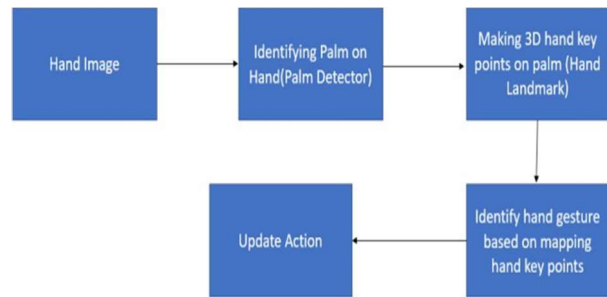 Hand Image
Identifying Palm on
Hand(Palm Detector)
Making 3D hand key
points on palm (Hand
Landmark)
Update Action
Identify hand gesture
based on mapping
hand key points